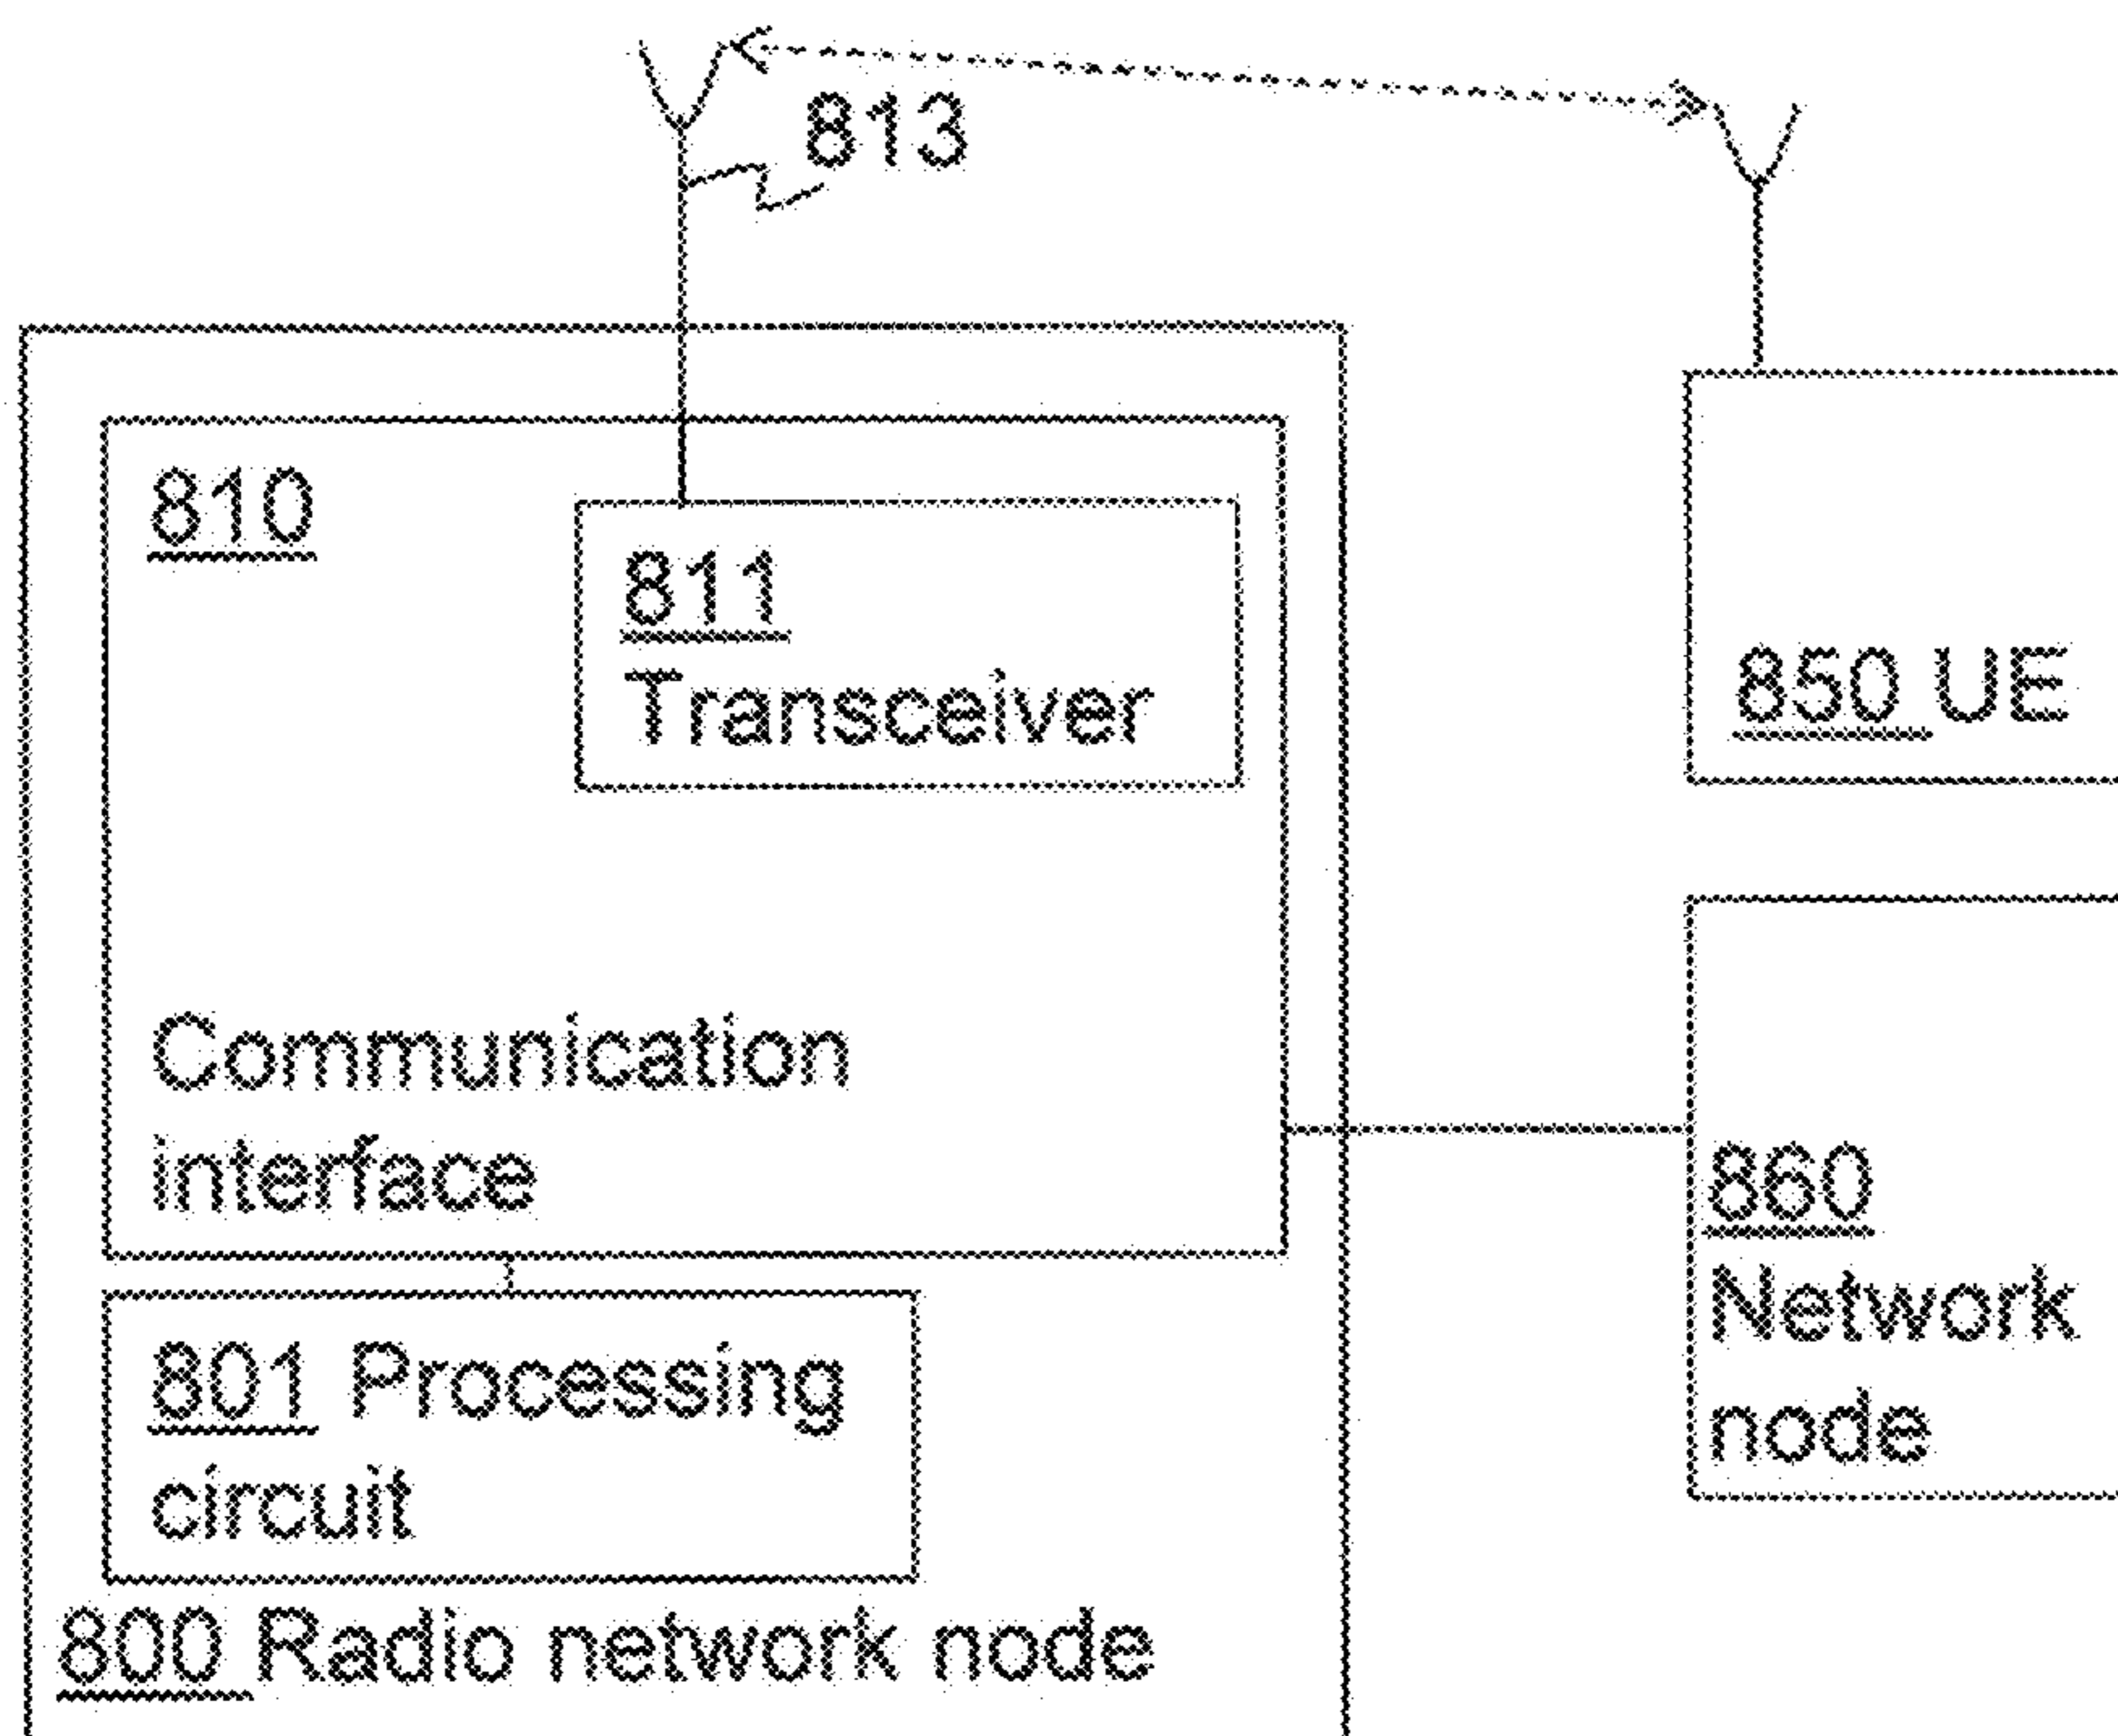 813
810
811
Transceiver
850 UE
Communication
interface
860
Network
node
801 Processing
circuit
800 Radio network node